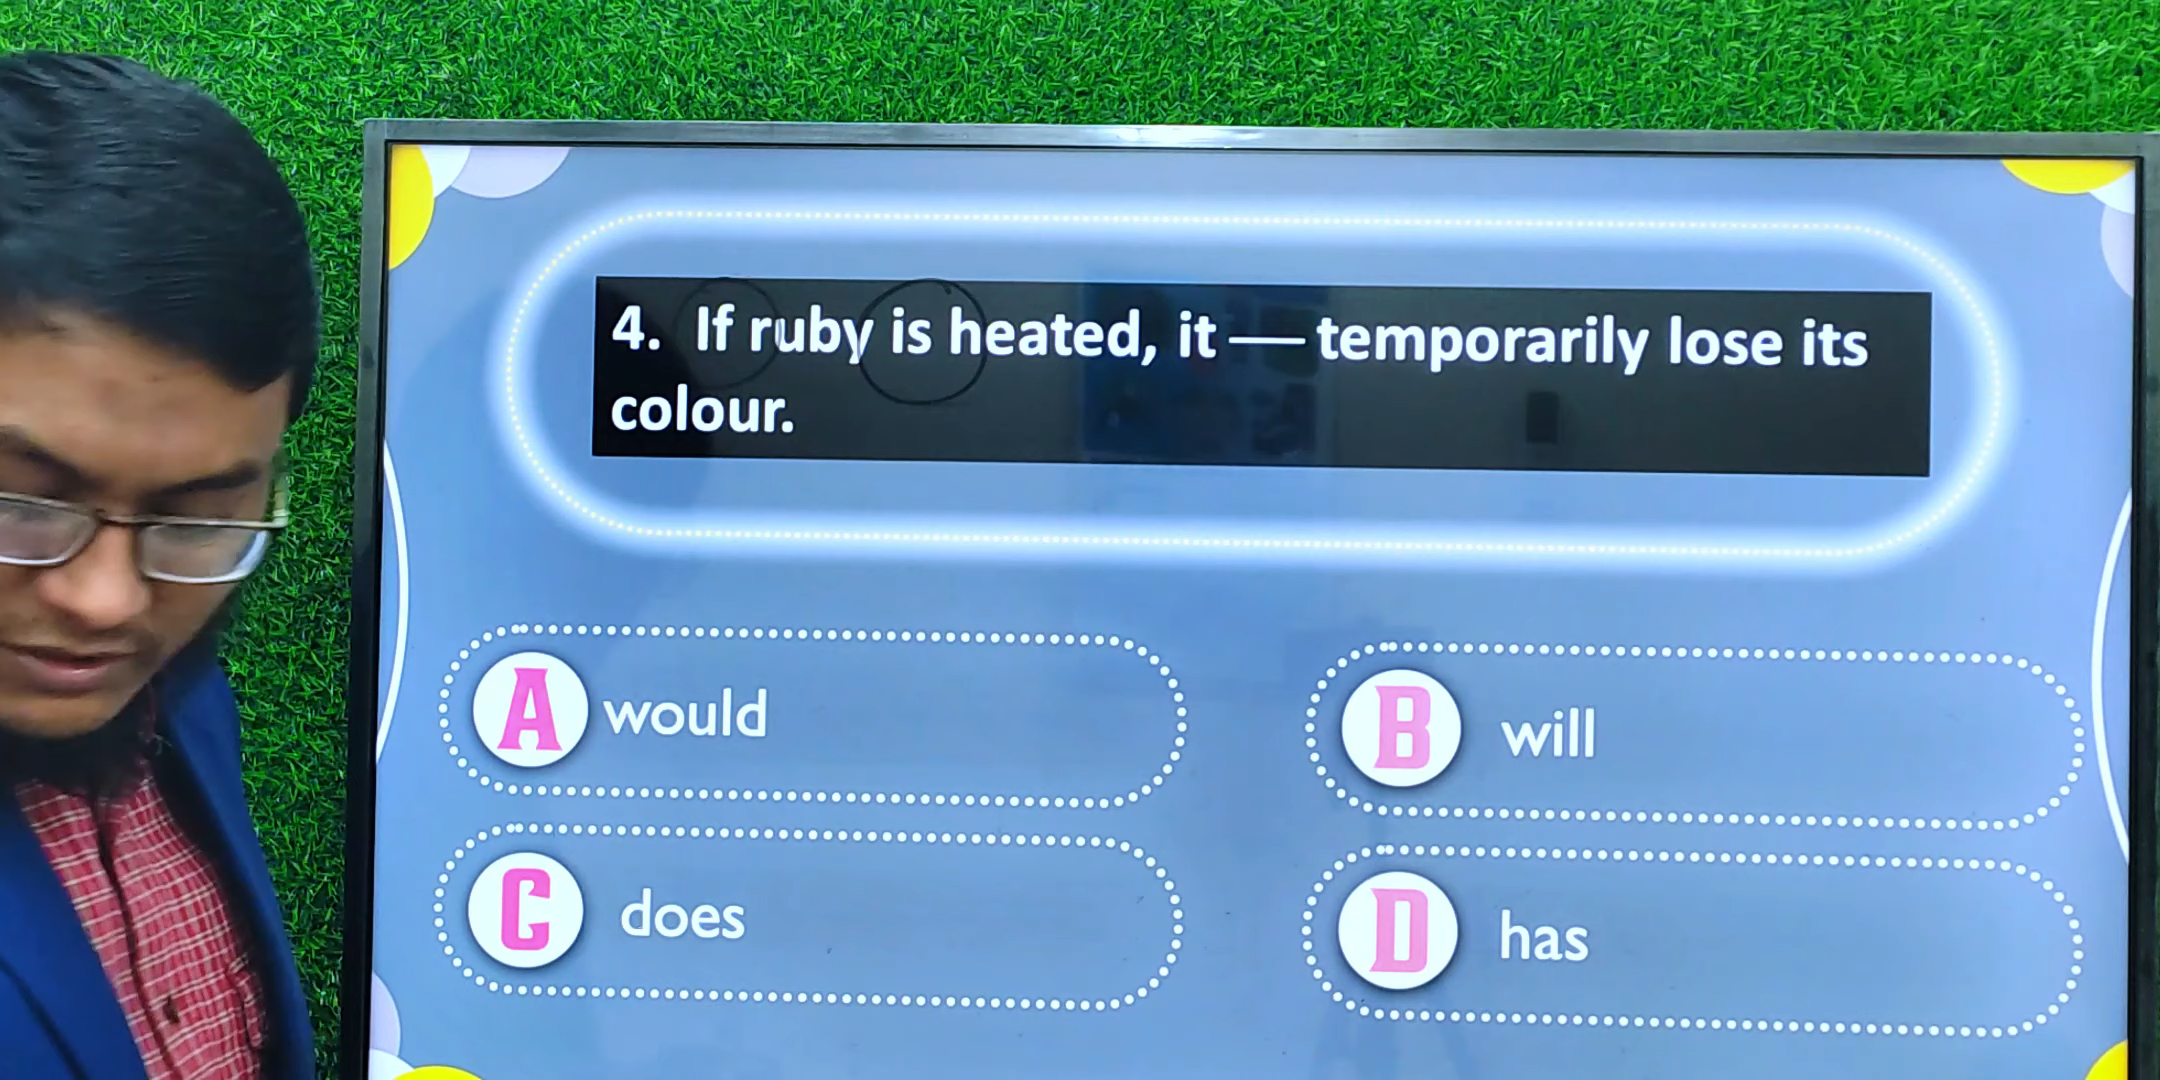 4. If ruby is heated, it — temporarily lose its
colour.
A would
B will
C does
D has